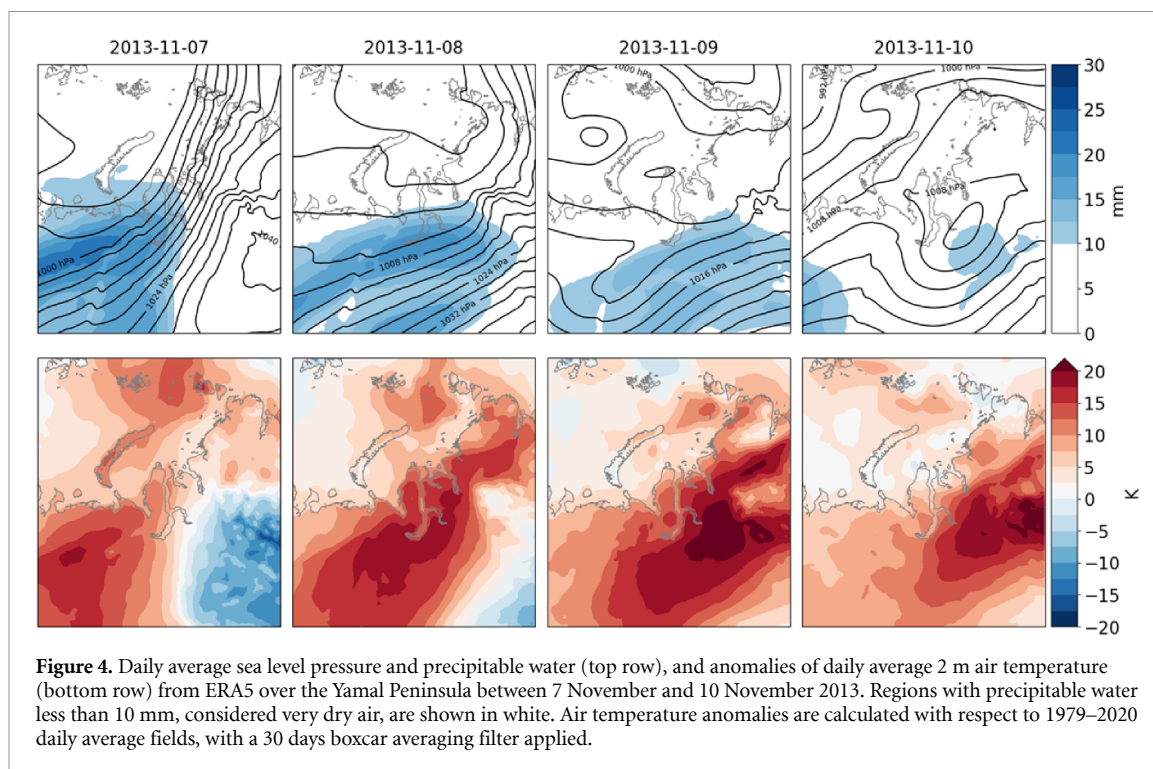 2013-11-07 2013-11-08 2013-11-09 2013-11-10
1000 hPa
1024 hPa
1040
1008 hPa
1024 hPa
1032 hPa
1000 hPa
1016 hPa
992 hPa
1000 hPa
1008 hPa
1008 hPa
30
25
20
15
10
5
0
mm
20
15
10
5
0
−5
−10
−15
−20
K
Figure 4. Daily average sea level pressure and precipitable water (top row), and anomalies of daily average 2 m air temperature
(bottom row) from ERA5 over the Yamal Peninsula between 7 November and 10 November 2013. Regions with precipitable water
less than 10 mm, considered very dry air, are shown in white. Air temperature anomalies are calculated with respect to 1979–2020
daily average fields, with a 30 days boxcar averaging filter applied.